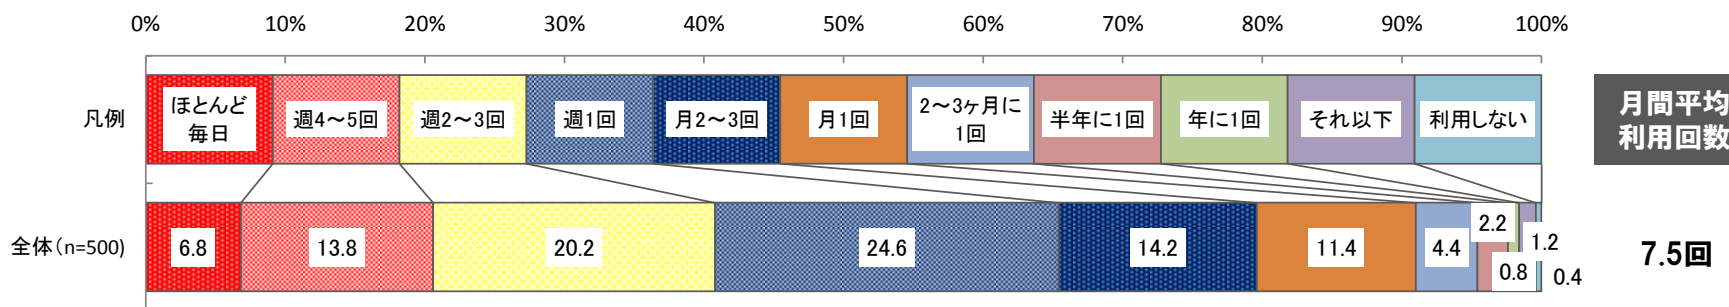 0% 10% 20% 30% 40% 50% 60% 70% 80% 90% 100%
凡例
ほとんど
毎日
週4～5回
週2～3回
週1回
月2～3回
月1回
2～3ヶ月に
1回
半年に1回
年に1回
それ以下
利用しない
月間平均
利用回数
全体(n=500)
6.8 13.8 20.2 24.6 14.2 11.4 4.4 2.2 0.8 1.2 0.4
7.5回